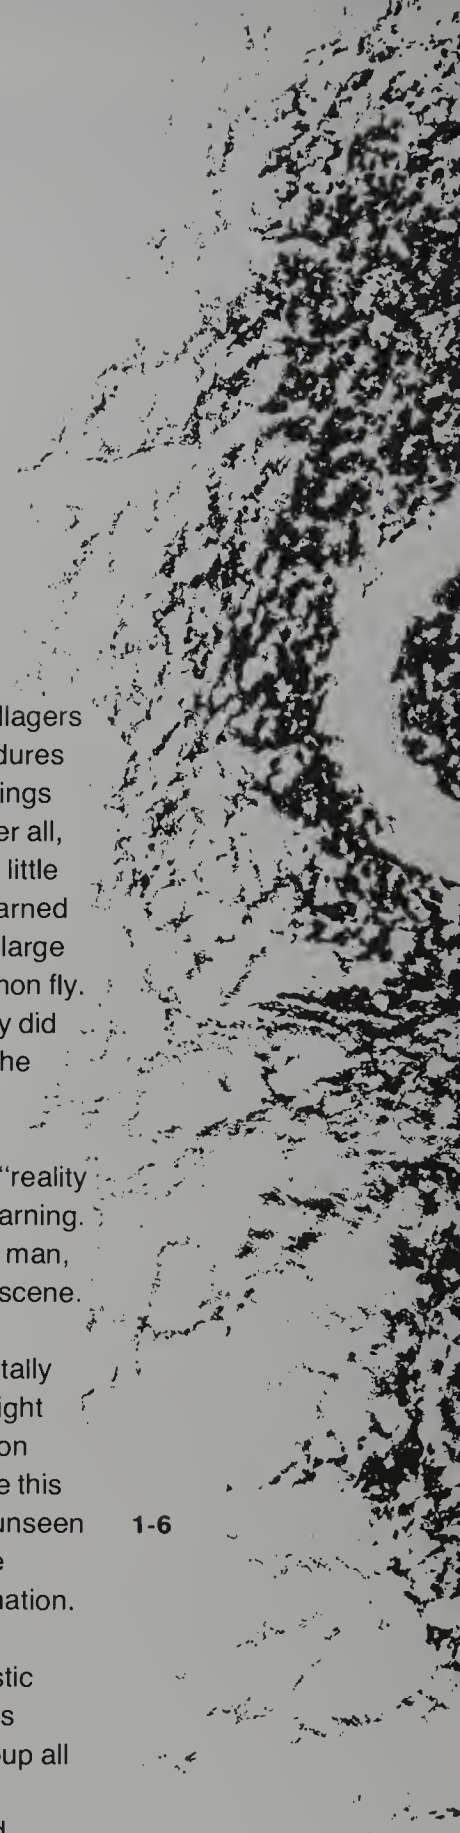 llagers
dures
ings
er all,
little
arned
large
non fly.
y did
he
"reality
arning.
man,
scene.
tally
ight
on
e this
unseen
1-6
e
nation.
stic
s
up all